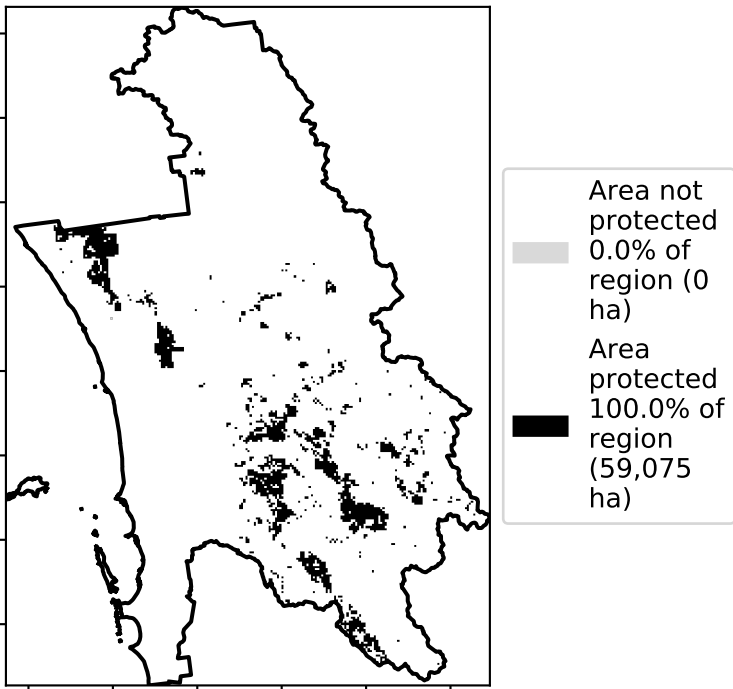 Area not
protected
0.0% of
region (0
ha)
Area
protected
100.0% of
region
(59,075
ha)